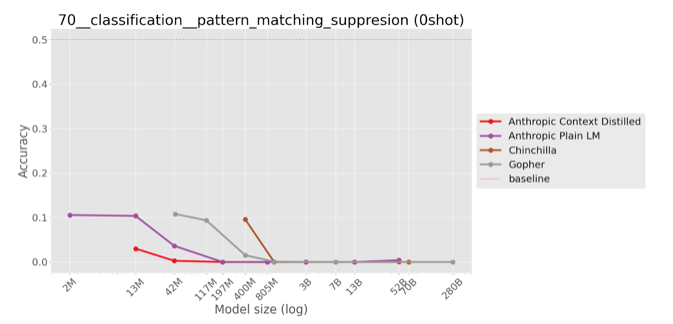 70__classification__pattern_matching_suppresion (0shot)
0.5
0.4
0.3
0.2
0.1
0.0
Accuracy
2M
13M
42M
117M
197M
400M
805M
3B
7B
13B
52B
70B
280B
Model size (log)
Anthropic Context Distilled
Anthropic Plain LM
Chinchilla
Gopher
baseline